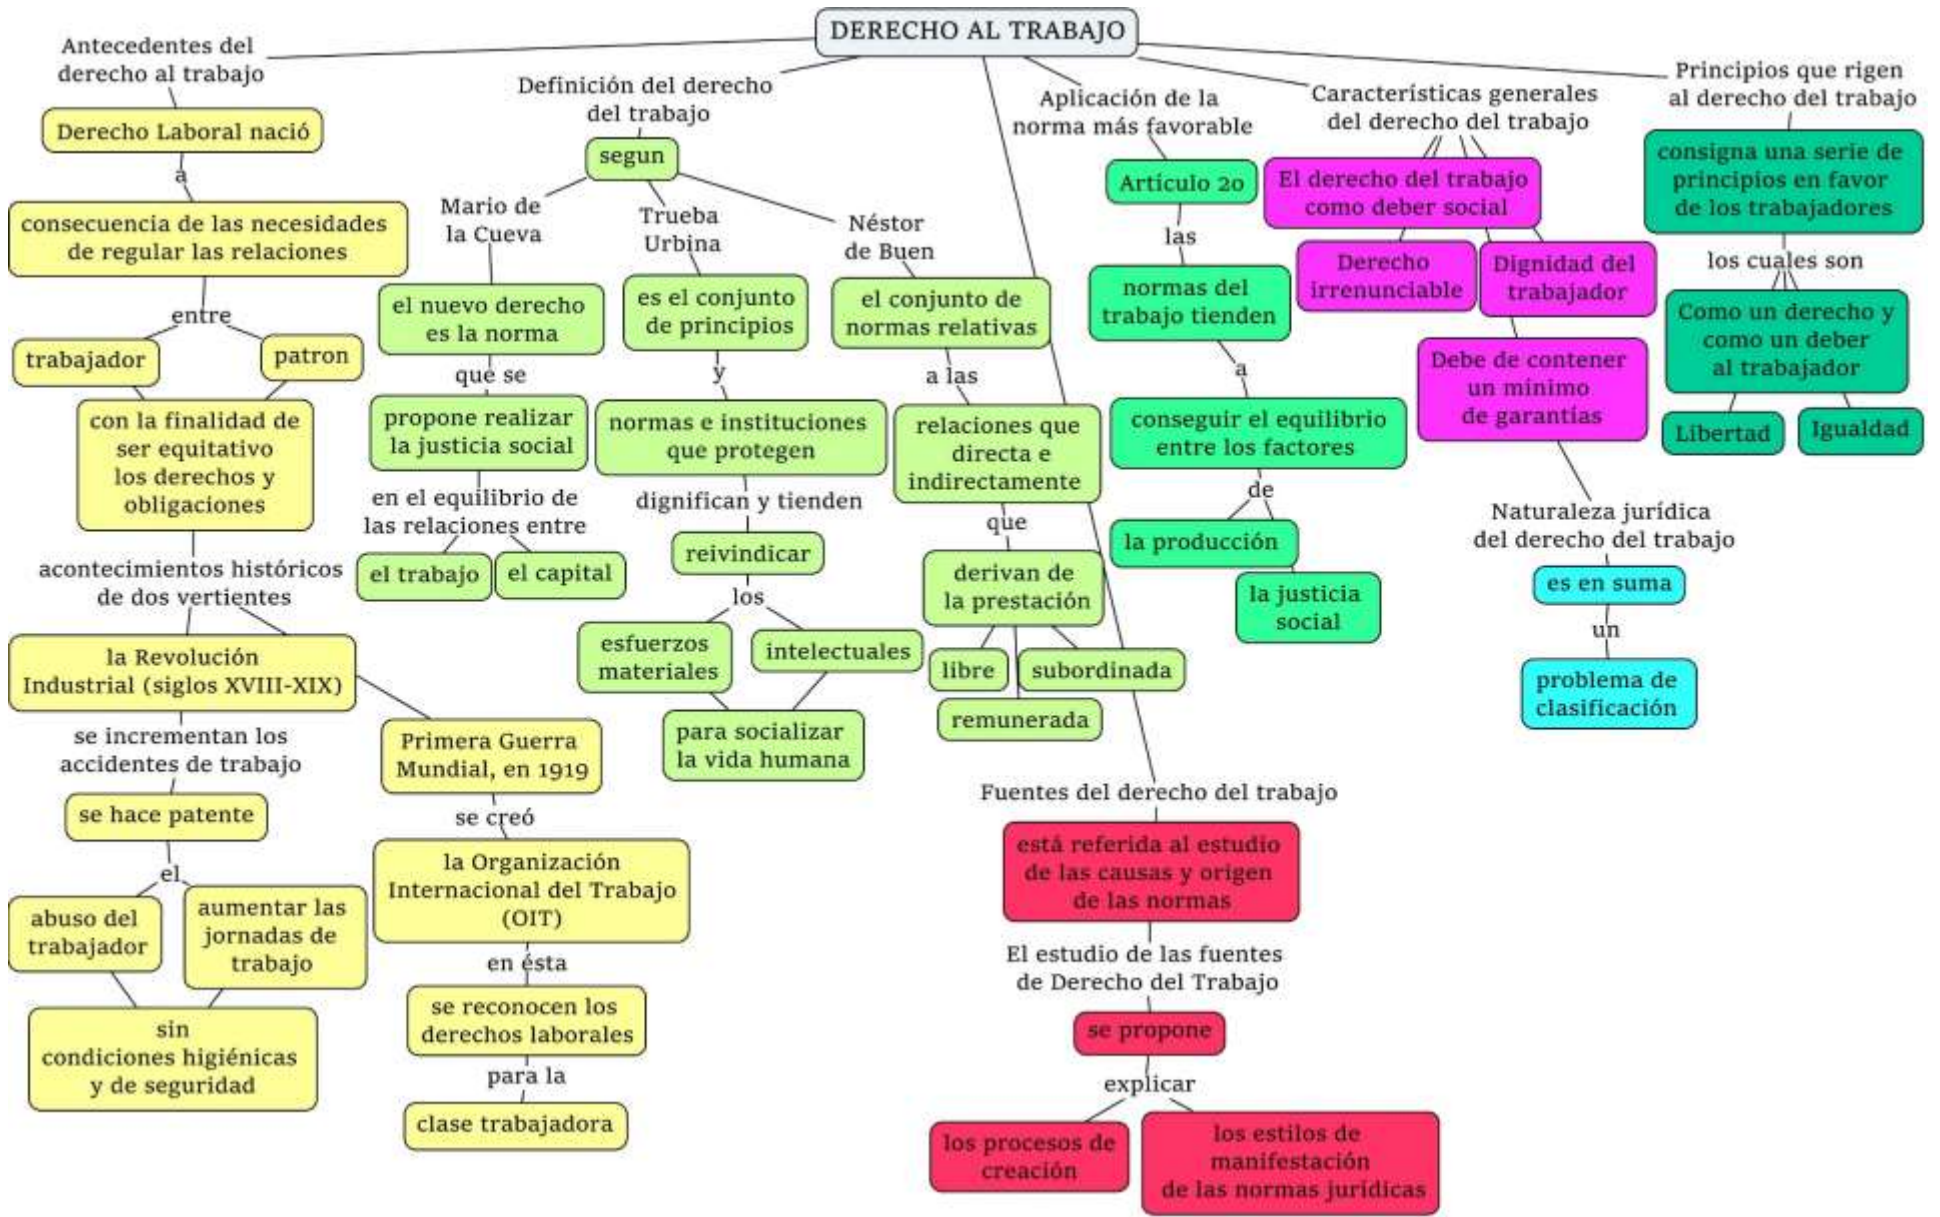 DERECHO AL TRABAJO
Antecedentes del
derecho al trabajo
Derecho Laboral nació
a
consecuencia de las necesidades
de regular las relaciones
entre
trabajador
patron
con la finalidad de
ser equitativo
los derechos y
obligaciones
acontecimientos históricos
de dos vertientes
la Revolución
Industrial (siglos XVIII-XIX)
se incrementan los
accidentes de trabajo
se hace patente
el
abuso del
trabajador
aumentar las
jornadas de
trabajo
sin
condiciones higiénicas
y de seguridad
Primera Guerra
Mundial, en 1919
se creó
la Organización
Internacional del Trabajo
(OIT)
en ésta
se reconocen los
derechos laborales
para la
clase trabajadora
Definición del derecho
del trabajo
segun
Mario de
la Cueva
el nuevo derecho
es la norma
que se
propone realizar
la justicia social
en el equilibrio de
las relaciones entre
el trabajo
el capital
Trueba
Urbina
es el conjunto
de principios
y
normas e instituciones
que protegen
dignifican y tienden
reivindicar
los
esfuerzos
materiales
intelectuales
para socializar
la vida humana
Néstor
de Buen
el conjunto de
normas relativas
a las
relaciones que
directa e
indirectamente
que
derivan de
la prestación
libre
subordinada
remunerada
Fuentes del derecho del trabajo
está referida al estudio
de las causas y origen
de las normas
El estudio de las fuentes
de Derecho del Trabajo
se propone
explicar
los procesos de
creación
los estilos de
manifestación
de las normas jurídicas
Aplicación de la
norma más favorable
Artículo 2o
las
normas del
trabajo tienden
a
conseguir el equilibrio
entre los factores
de
la producción
la justicia
social
Característicias generales
del derecho del trabajo
El derecho del trabajo
como deber social
Derecho
irrenunciable
Dignidad del
trabajador
Debe de contener
un minimo
de garantías
Naturaleza jurídica
del derecho del trabajo
es en suma
un
problema de
clasificación
Principios que rigen
al derecho del trabajo
consigna una serie de
principios en favor
de los trabajadores
los cuales son
Como un derecho y
como un deber
al trabajador
Libertad
Igualdad